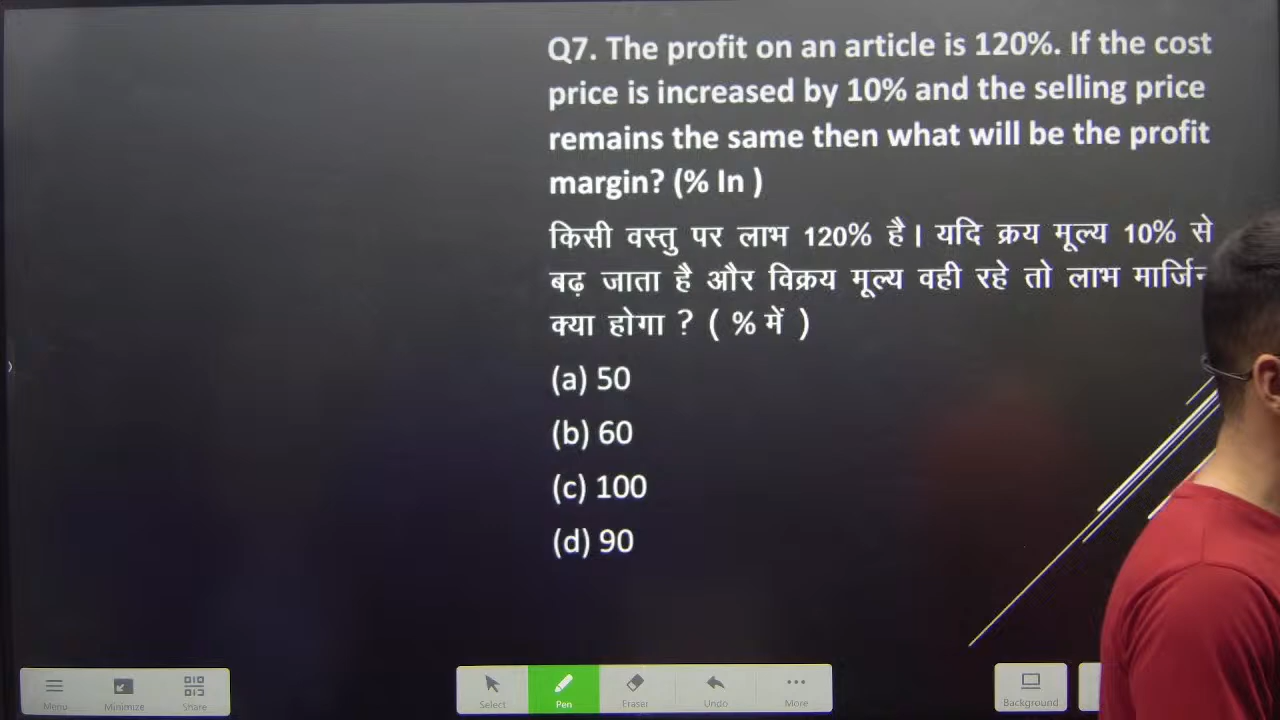 Q7. The profit on an article is 120%. If the cost
price is increased by 10% and the selling price
remains the same then what will be the profit
margin? (% In )
किसी वस्तु पर लाभ 120% है। यदि क्रय मूल्य 10% से
बढ़ जाता है और विक्रय मूल्य वही रहे तो लाभ मार्जिन
क्या होगा ? ( % में )
(a) 50
(b) 60
(c) 100
(d) 90
Menu Minimize Share Select Pen Eraser Undo More Background